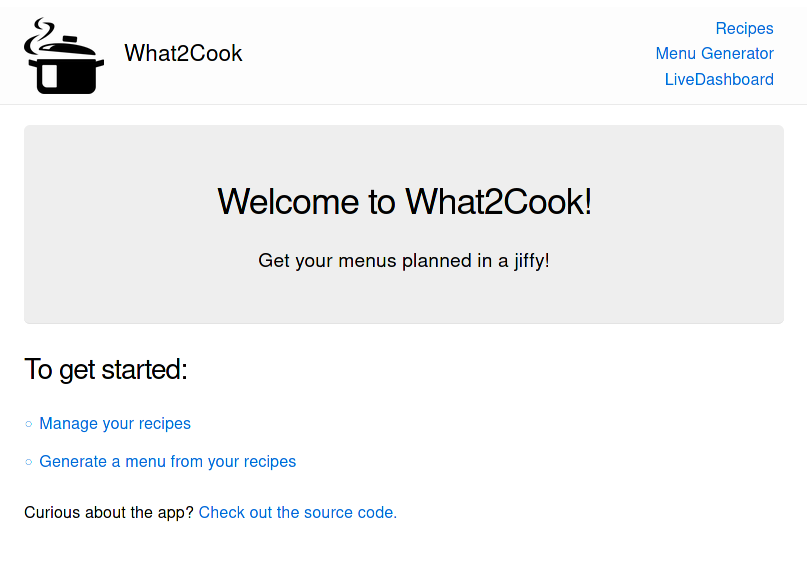 What2Cook
Recipes
Menu Generator
LiveDashboard
Welcome to What2Cook!
Get your menus planned in a jiffy!
To get started:
Manage your recipes
Generate a menu from your recipes
Curious about the app? Check out the source code.